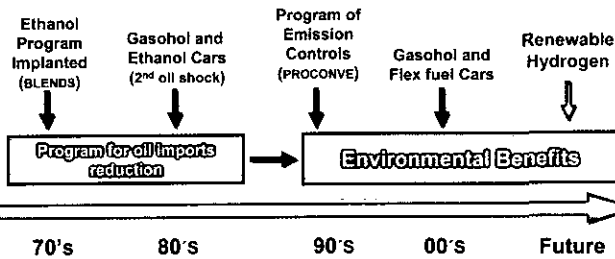 Ethanol
Program
Implanted
(BLENDS)
Gasohol and
Ethanol Cars
(2nd oil shock)
Program of
Emission
Controls
(PROCONVE)
Gasohol and
Flex fuel Cars
Renewable
Hydrogen
Program for oil imports
reduction
Environmental Benefits
70's
80´s
90´s
00´s
Future